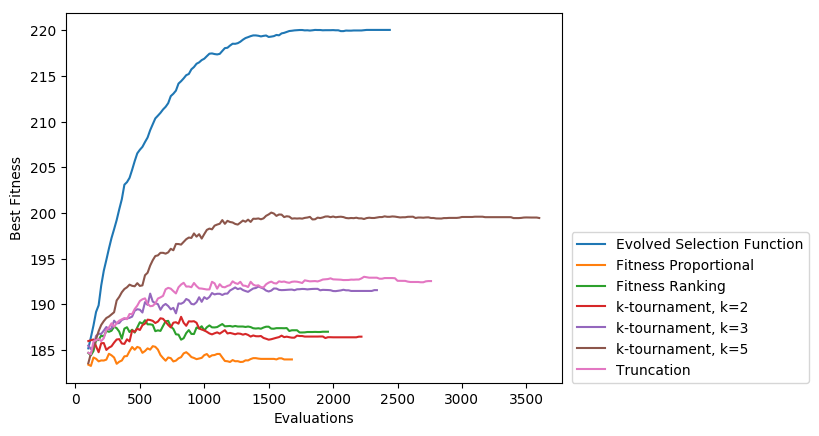 220
215
210
205
200
195
190
185
Best Fitness
0 500 1000 1500 2000 2500 3000 3500
Evaluations
Evolved Selection Function
Fitness Proportional
Fitness Ranking
k-tournament, k=2
k-tournament, k=3
k-tournament, k=5
Truncation